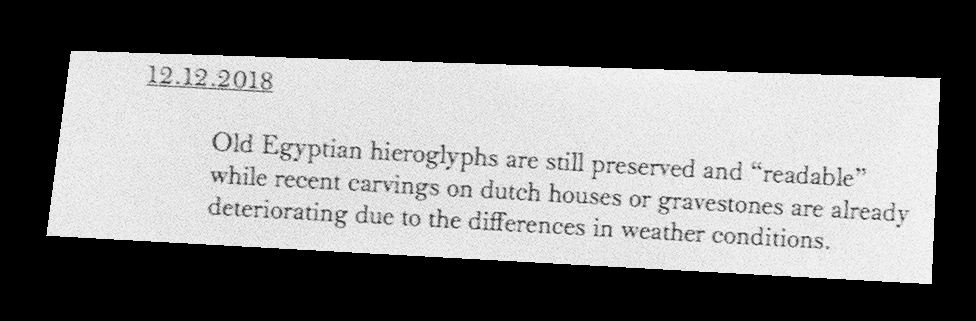 12.12.2018
Old Egyptian hieroglyphs are still preserved and “readable”
while recent carvings on dutch houses or gravestones are already
deteriorating due to the differences in weather conditions.